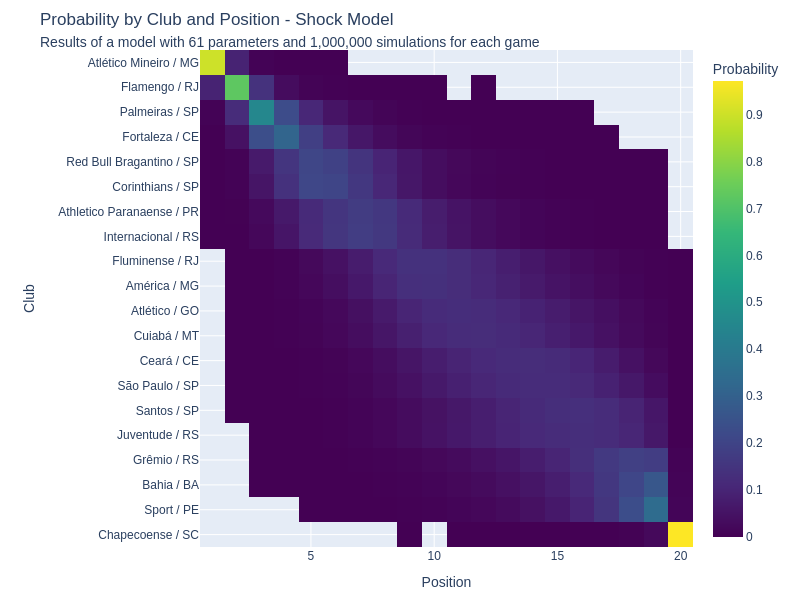 Probability by Club and Position - Shock Model
Results of a model with 61 parameters and 1,000,000 simulations for each game
Atlético Mineiro / MG
Flamengo / RJ
Palmeiras / SP
Fortaleza / CE
Red Bull Bragantino / SP
Corinthians / SP
Athletico Paranaense / PR
Internacional / RS
Fluminense / RJ
América / MG
Atlético / GO
Cuiabá / MT
Ceará / CE
São Paulo / SP
Santos / SP
Juventude / RS
Grêmio / RS
Bahia / BA
Sport / PE
Chapecoense / SC
Club
5
10
15
20
Position
Probability
0.9
0.8
0.7
0.6
0.5
0.4
0.3
0.2
0.1
0